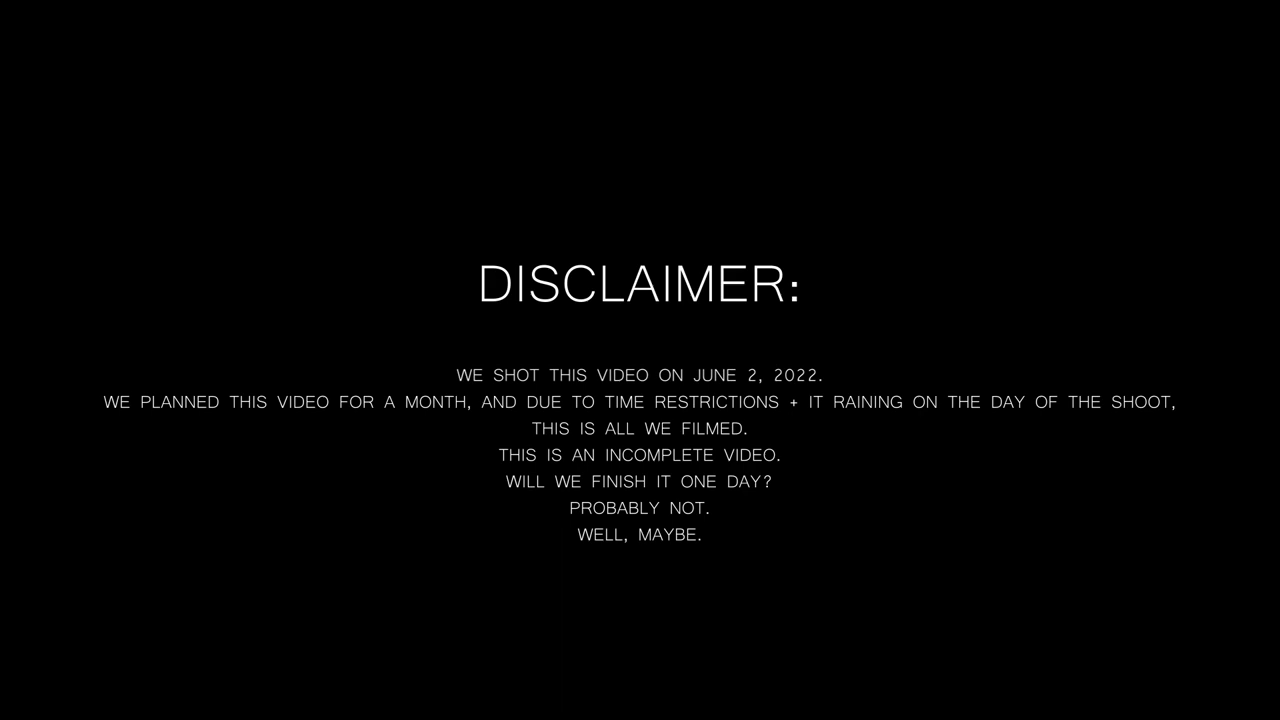 DISCLAIMER:
WE SHOT THIS VIDEO ON JUNE 2, 2022.
WE PLANNED THIS VIDEO FOR A MONTH, AND DUE TO TIME RESTRICTIONS + IT RAINING ON THE DAY OF THE SHOOT,
THIS IS ALL WE FILMED.
THIS IS AN INCOMPLETE VIDEO.
WILL WE FINISH IT ONE DAY?
PROBABLY NOT.
WELL, MAYBE.